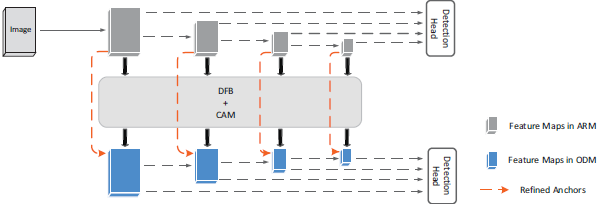 Image
Detection
Head
DFB
+
CAM
Feature Maps in ARM
Feature Maps in ODM
Refined Anchors
Detection
Head